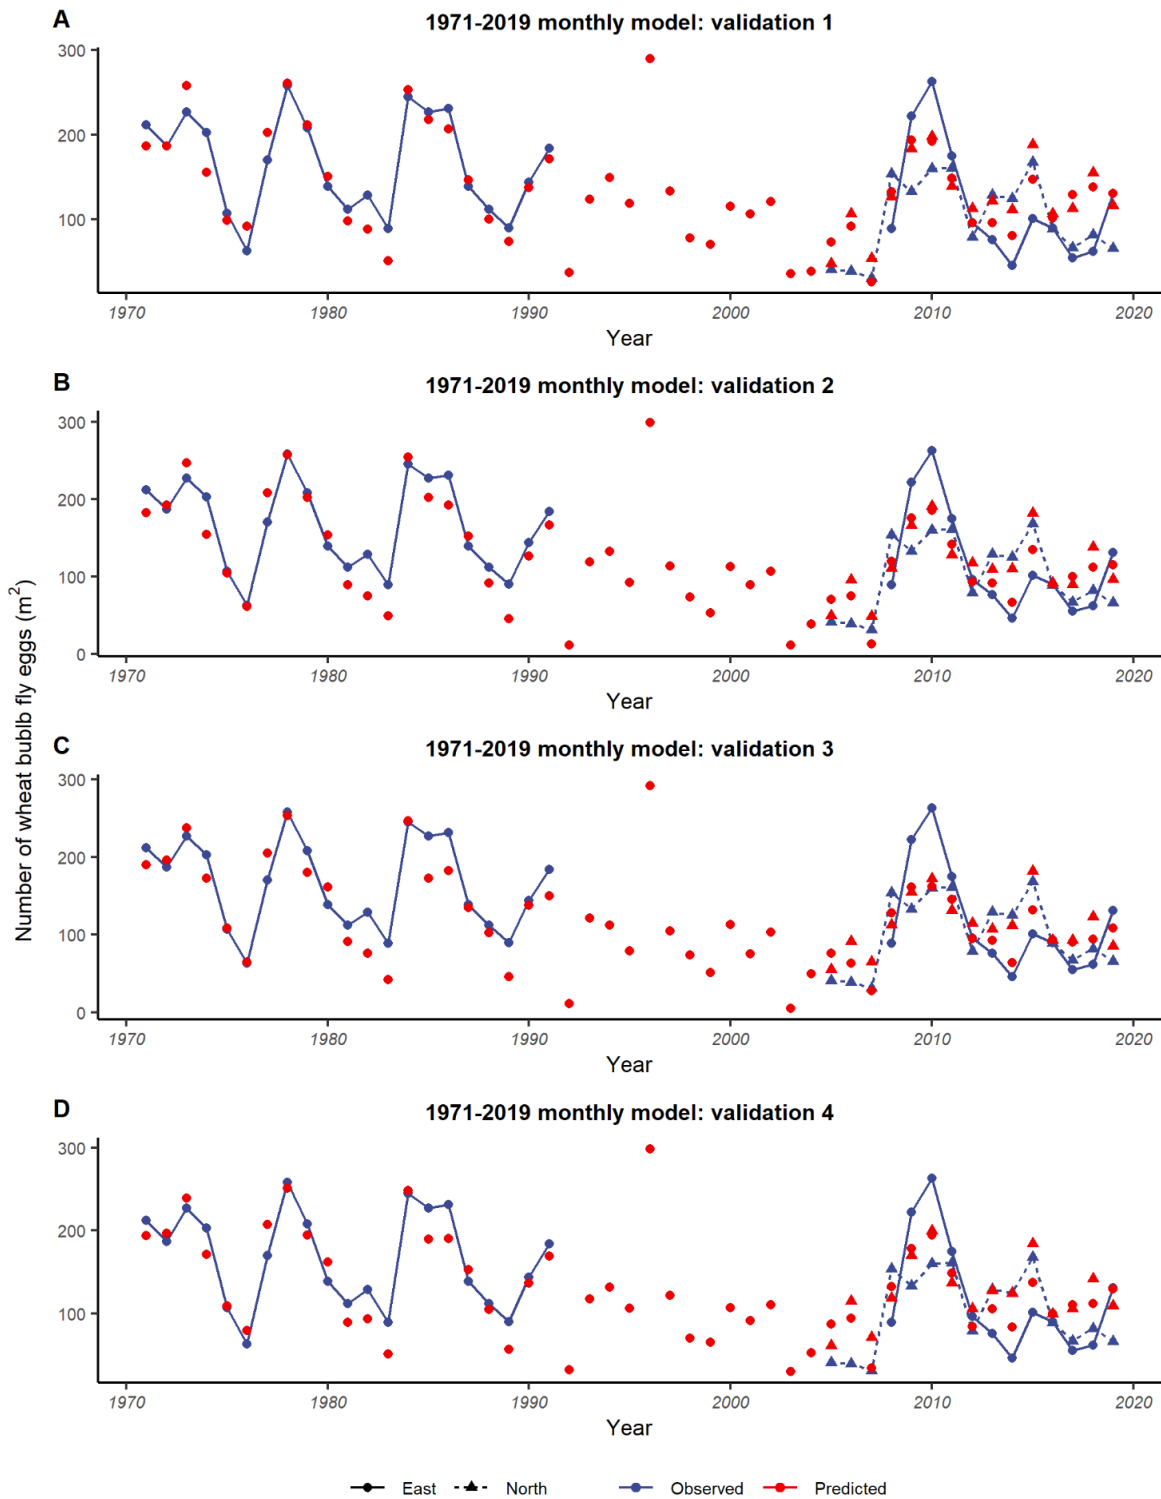 A
1971-2019 monthly model: validation 1
300
200
100
1970 1980 1990 2000 2010 2020
Year
B
1971-2019 monthly model: validation 2
300
200
100
0
1970 1980 1990 2000 2010 2020
Year
Number of wheat bublb fly eggs (m²)
C
1971-2019 monthly model: validation 3
300
200
100
0
1970 1980 1990 2000 2010 2020
Year
D
1971-2019 monthly model: validation 4
300
200
100
1970 1980 1990 2000 2010 2020
Year
East North Observed Predicted